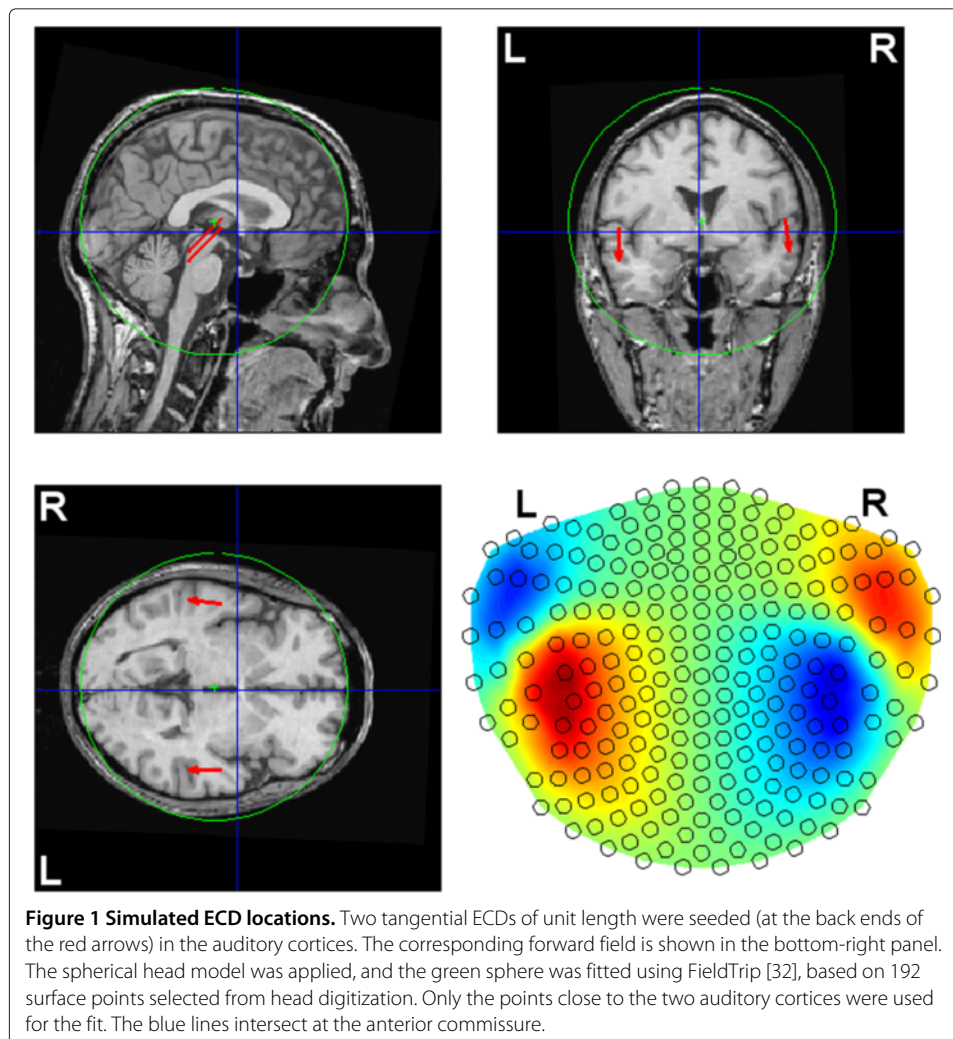 L R
R
L
L R
Figure 1 Simulated ECD locations. Two tangential ECDs of unit length were seeded (at the back ends of
the red arrows) in the auditory cortices. The corresponding forward field is shown in the bottom-right panel.
The spherical head model was applied, and the green sphere was fitted using FieldTrip [32], based on 192
surface points selected from head digitization. Only the points close to the two auditory cortices were used
for the fit. The blue lines intersect at the anterior commissure.